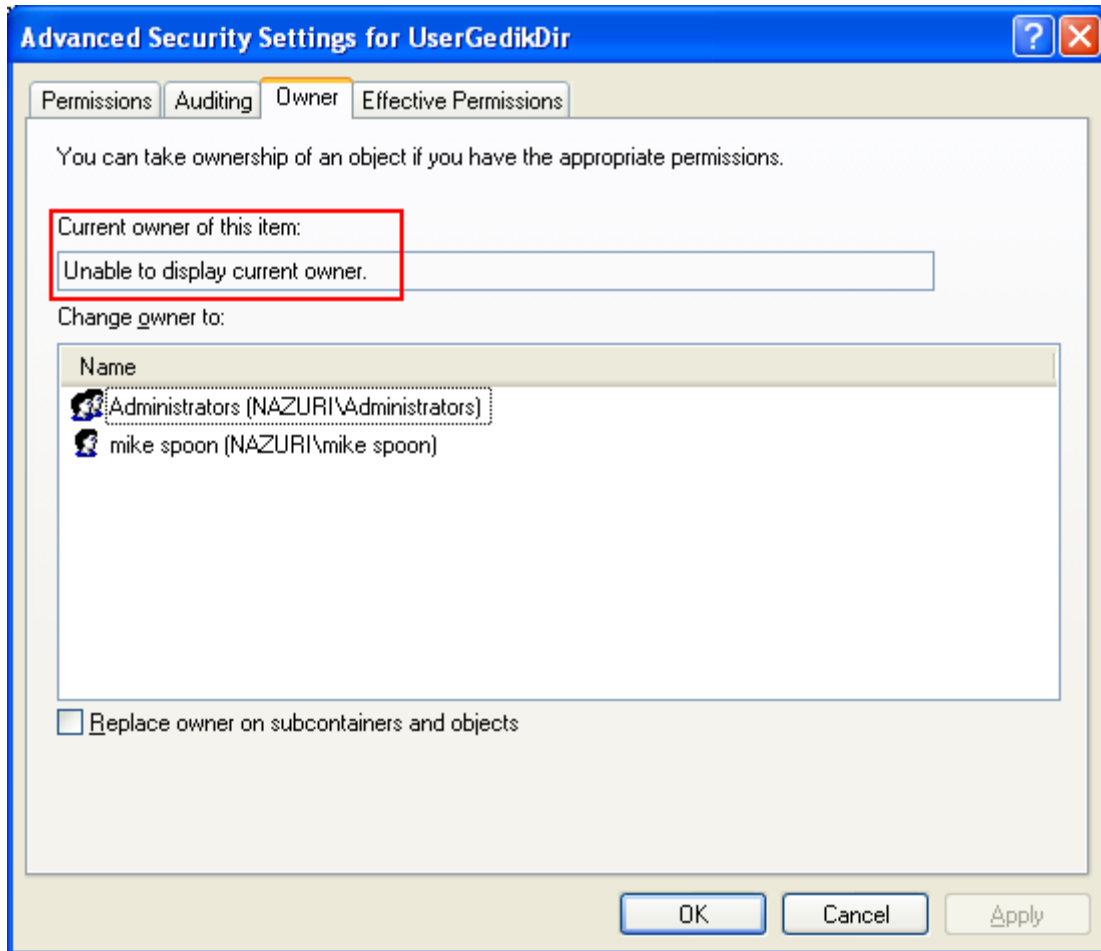 Advanced Security Settings for UserGedikDir
Permissions Auditing Owner Effective Permissions
You can take ownership of an object if you have the appropriate permissions.
Current owner of this item:
Unable to display current owner.
Change owner to:
Name
Administrators (NAZURI\Administrators)
mike spoon (NAZURI\mike spoon)
Replace owner on subcontainers and objects
OK Cancel Apply